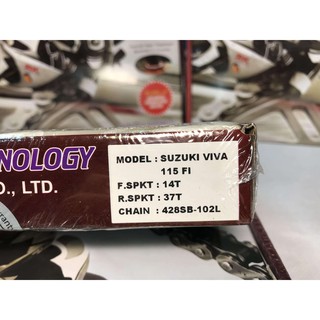 NOLOGY
O., LTD.
MODEL : SUZUKI VIVA
115 FI
F.SPKT : 14T
R.SPKT : 37T
CHAIN : 428SB-102L